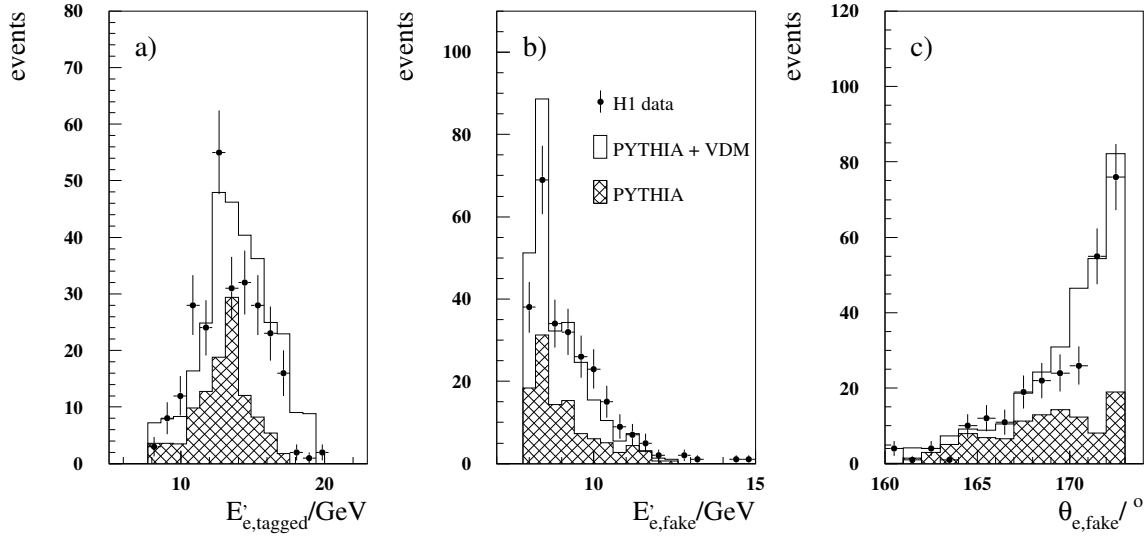 events
a)
80
70
60
50
40
30
20
10
0
10
20
E'e,tagged/GeV
events
b)
100
80
60
40
20
0
10
15
E'e,fake/GeV
H1 data
PYTHIA + VDM
PYTHIA
events
c)
120
100
80
60
40
20
0
160
165
170
θe,fake/ o